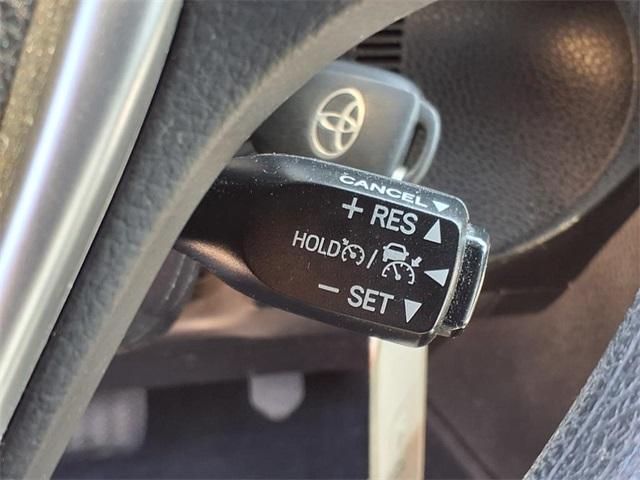 CANCEL▼
+ RES ▲
HOLD /
− SET ▼